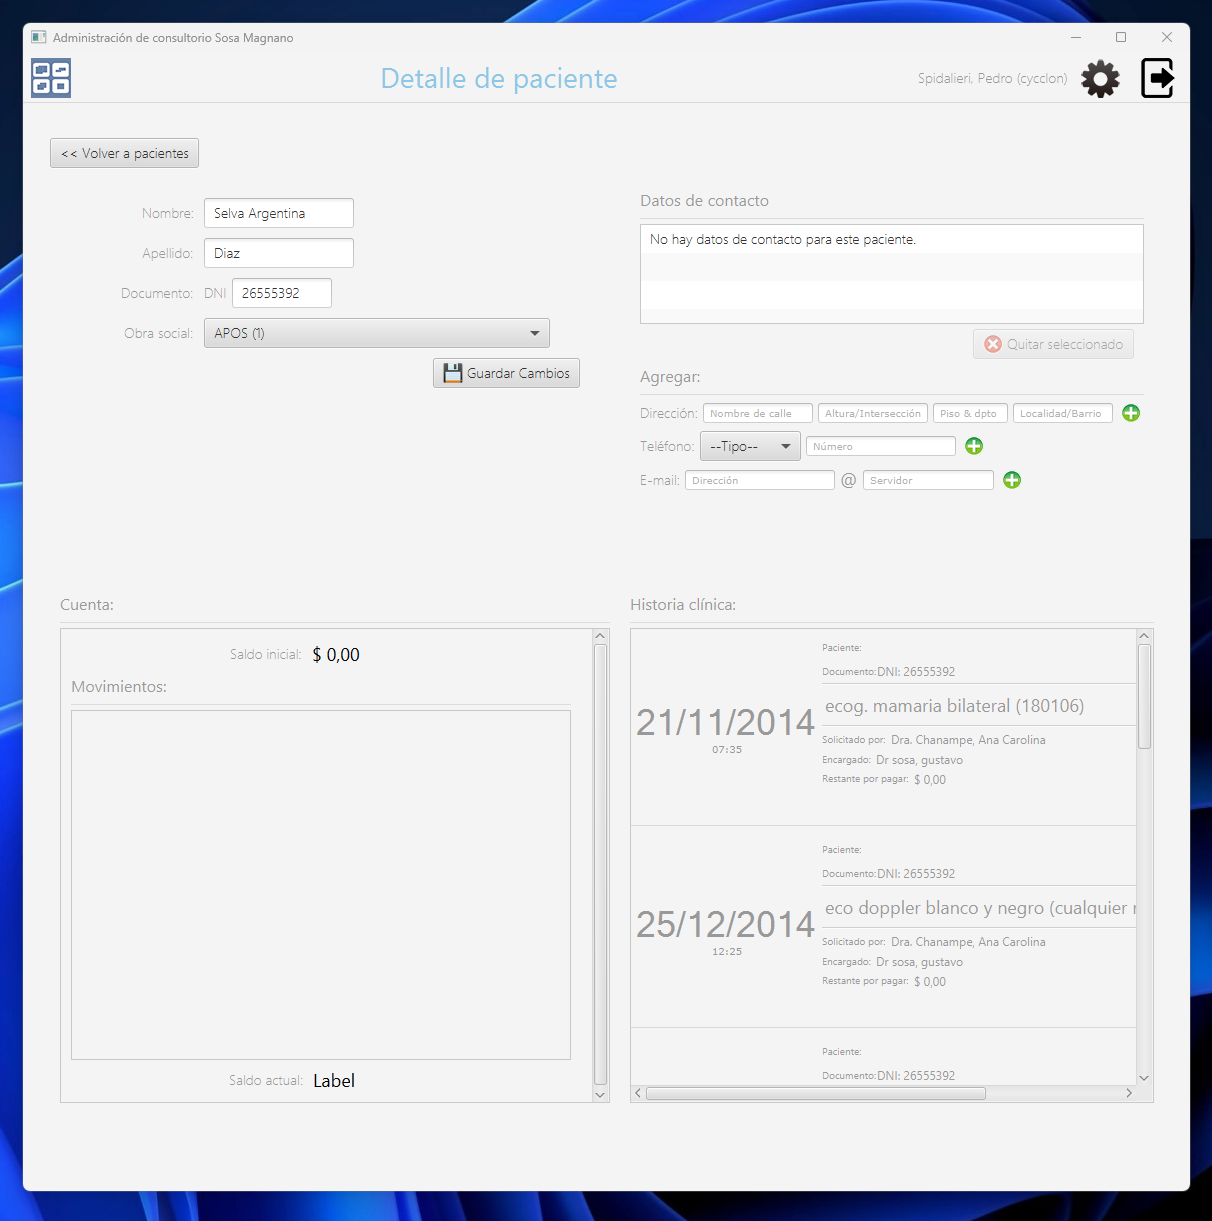 Administración de consultorio Sosa Magnano
Detalle de paciente
Spidalieri, Pedro (cycclon)
<< Volver a pacientes
Nombre: Selva Argentina
Apellido: Diaz
Documento: DNI 26555392
Obra social: APOS (1)
Guardar Cambios
Datos de contacto
No hay datos de contacto para este paciente.
Quitar seleccionado
Agregar:
Dirección: Nombre de calle Altura/Intersección Piso & dpto Localidad/Barrio
Teléfono: --Tipo-- Número
E-mail: Dirección @ Servidor
Cuenta:
Saldo inicial: $ 0,00
Movimientos:
Saldo actual: Label
Historia clínica:
Paciente:
Documento:DNI: 26555392
21/11/2014
07:35
ecog. mamaria bilateral (180106)
Solicitado por: Dra. Chanampe, Ana Carolina
Encargado: Dr sosa, gustavo
Restante por pagar: $ 0,00
Paciente:
Documento:DNI: 26555392
25/12/2014
12:25
eco doppler blanco y negro (cualquier
Solicitado por: Dra. Chanampe, Ana Carolina
Encargado: Dr sosa, gustavo
Restante por pagar: $ 0,00
Paciente:
Documento:DNI: 26555392